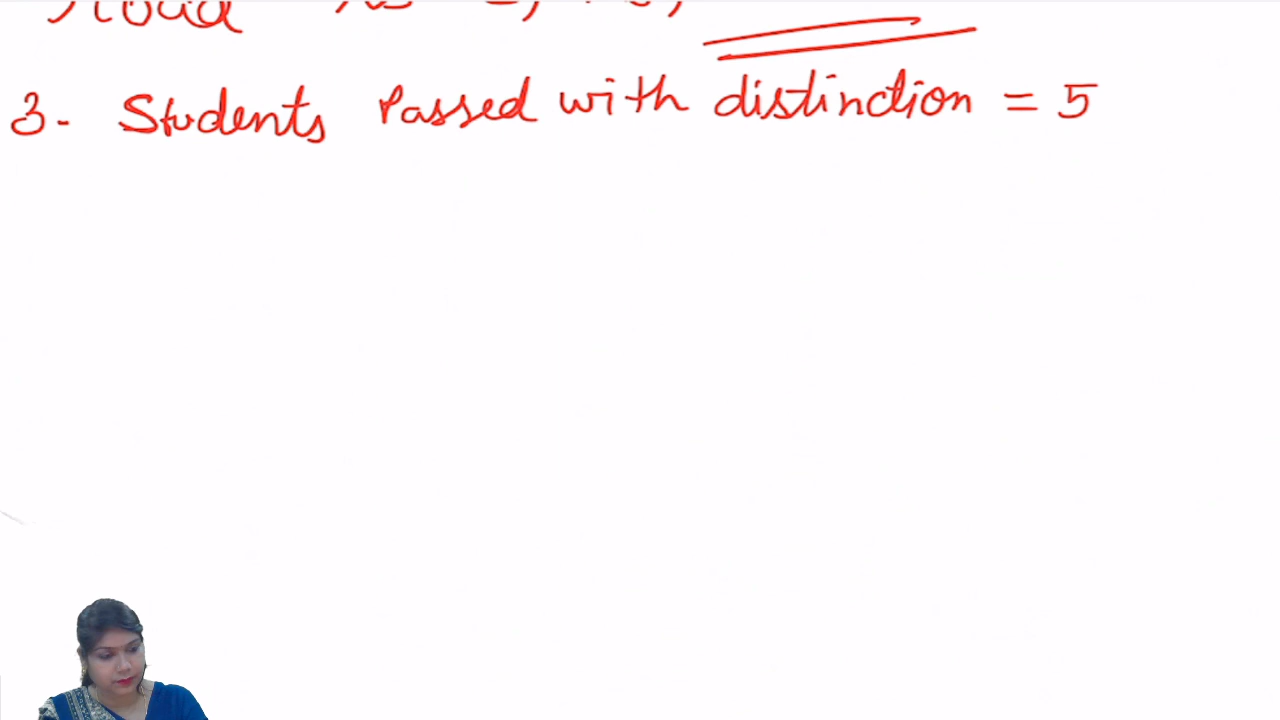 3. Students Passed with distinction = 5